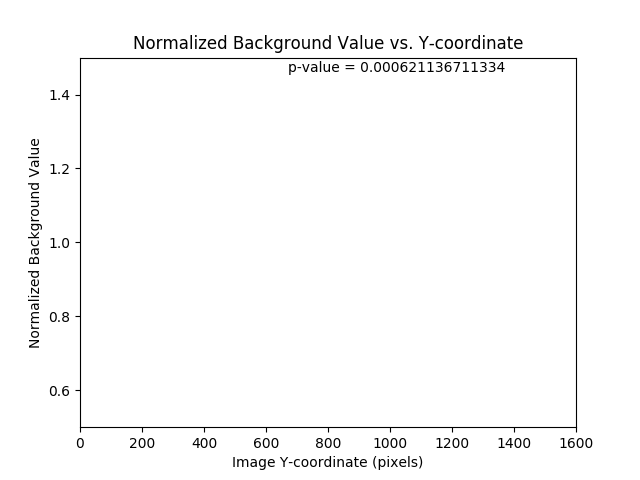 Normalized Background Value vs. Y-coordinate
p-value = 0.000621136711334
1.4
1.2
1.0
0.8
0.6
Normalized Background Value
0 200 400 600 800 1000 1200 1400 1600
Image Y-coordinate (pixels)